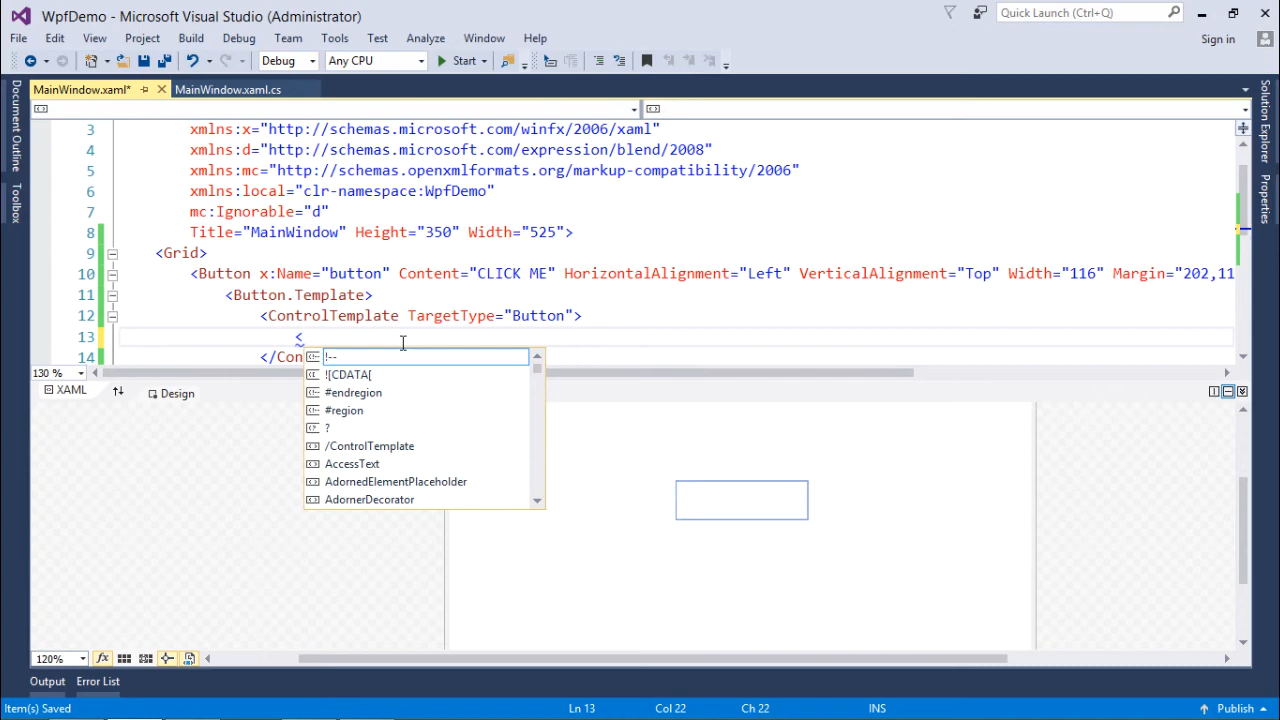 WpfDemo - Microsoft Visual Studio (Administrator)
Quick Launch (Ctrl+Q)
File Edit View Project Build Debug Team Tools Test Analyze Window Help
Sign in
Debug Any CPU Start
MainWindow.xaml* MainWindow.xaml.cs
Document Outline
Toolbox
Solution Explorer
Properties
3 xmlns:x="http://schemas.microsoft.com/winfx/2006/xaml"
4 xmlns:d="http://schemas.microsoft.com/expression/blend/2008"
5 xmlns:mc="http://schemas.openxmlformats.org/markup-compatibility/2006"
6 xmlns:local="clr-namespace:WpfDemo"
7 mc:Ignorable="d"
8 Title="MainWindow" Height="350" Width="525">
9 <Grid>
10 <Button x:Name="button" Content="CLICK ME" HorizontalAlignment="Left" VerticalAlignment="Top" Width="116" Margin="202,11
11 <Button.Template>
12 <ControlTemplate TargetType="Button">
13 <
14 </Con
!--
![CDATA[
#endregion
#region
?
/ControlTemplate
AccessText
AdornedElementPlaceholder
AdornerDecorator
130 %
XAML Design
120% fx
Output Error List
Item(s) Saved Ln 13 Col 22 Ch 22 INS Publish